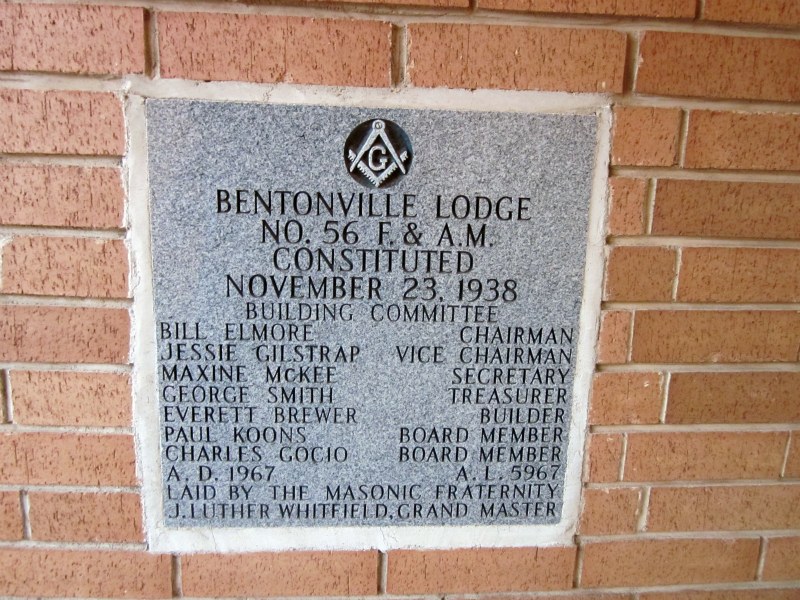 G
BENTONVILLE LODGE
NO. 56 F. & A.M.
CONSTITUTED
NOVEMBER 23, 1938
BUILDING COMMITTEE
BILL ELMORE CHAIRMAN
JESSIE GILSTRAP VICE CHAIRMAN
MAXINE MCKEE SECRETARY
GEORGE SMITH TREASURER
EVERETT BREWER BUILDER
PAUL KOONS BOARD MEMBER
CHARLES GOCIO BOARD MEMBER
A. D. 1967 A. L. 5967
LAID BY THE MASONIC FRATERNITY
J. LUTHER WHITFIELD, GRAND MASTER